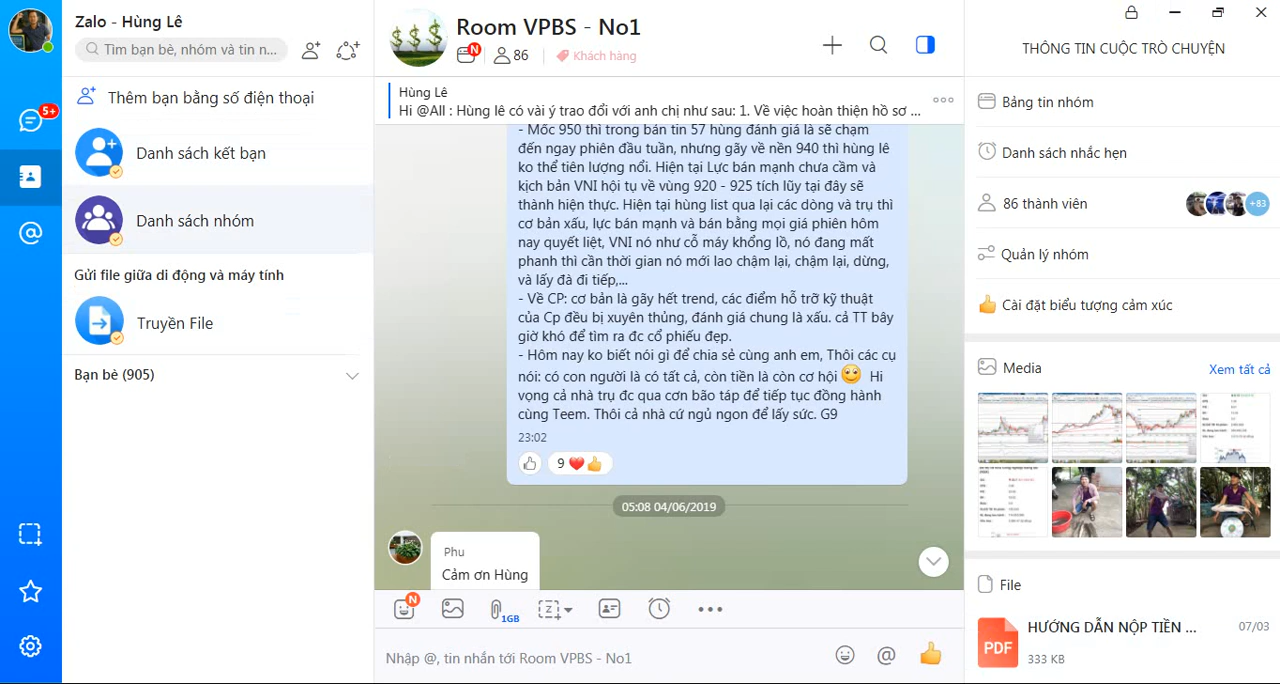 Zalo - Hùng Lê
Tìm bạn bè, nhóm và tin n...
5+
Thêm bạn bằng số điện thoại
Danh sách kết bạn
Danh sách nhóm
Gửi file giữa di động và máy tính
Truyền File
Bạn bè (905)
Room VPBS - No1
N
86
Khách hàng
Hùng Lê
Hi @All : Hùng lê có vài ý trao đổi với anh chị như sau: 1. Về việc hoàn thiện hồ sơ ...
- Mốc 950 thì trong bản tin 57 hùng đánh giá là sẽ chạm
đến ngay phiên đầu tuần, nhưng gãy về nền 940 thì hùng lê
ko thể tiên lượng nổi. Hiện tại Lực bán mạnh chưa cầm và
kịch bản VNI hội tụ về vùng 920 - 925 tích lũy tại đây sẽ
thành hiện thực. Hiện tại hùng list qua lại các dòng và trụ thì
cơ bản xấu, lực bán mạnh và bán bằng mọi giá phiên hôm
nay quyết liệt, VNI nó như cỗ máy khổng lồ, nó đang mất
phanh thì cần thời gian nó mới lao chậm lại, chậm lại, dừng,
và lấy đà đi tiếp,...
- Về CP: cơ bản là gãy hết trend, các điểm hỗ trỡ kỹ thuật
của Cp đều bị xuyên thủng, đánh giá chung là xấu. cả TT bây
giờ khó để tìm ra đc cổ phiếu đẹp.
- Hôm nay ko biết nói gì để chia sẻ cùng anh em, Thôi các cụ
nói: có con người là có tất cả, còn tiền là còn cơ hội 🙂 Hi
vọng cả nhà trụ đc qua cơn bão táp để tiếp tục đồng hành
cùng Teem. Thôi cả nhà cứ ngủ ngon để lấy sức. G9
23:02
9 ❤️👍
05:08 04/06/2019
Phu
Cảm ơn Hùng
N
1GB
Z
Nhập @, tin nhắn tới Room VPBS - No1
THÔNG TIN CUỘC TRÒ CHUYỆN
Bảng tin nhóm
Danh sách nhắc hẹn
86 thành viên
+83
Quản lý nhóm
Cài đặt biểu tượng cảm xúc
Media
Xem tất cả
File
PDF
HƯỚNG DẪN NỘP TIỀN ...
07/03
333 KB